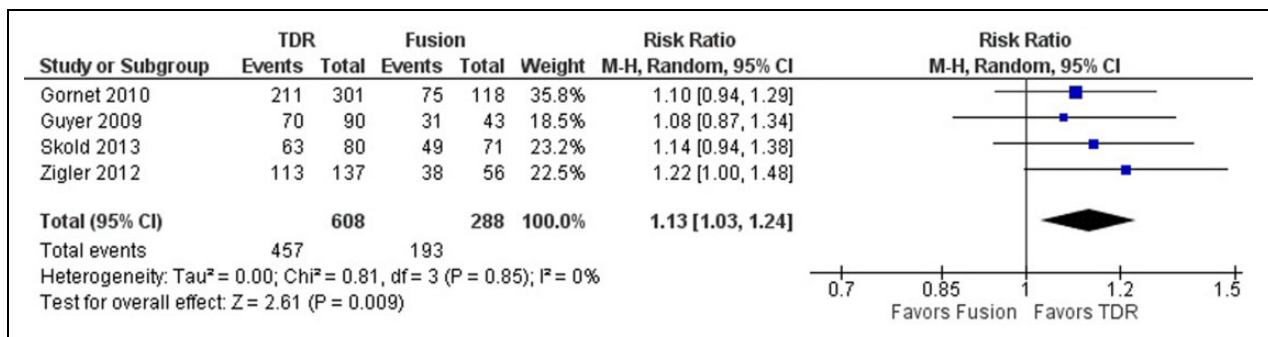 TDR Fusion Risk Ratio Risk Ratio
Study or Subgroup Events Total Events Total Weight M-H, Random, 95% CI M-H, Random, 95% CI
Gornet 2010 211 301 75 118 35.8% 1.10 [0.94, 1.29]
Guyer 2009 70 90 31 43 18.5% 1.08 [0.87, 1.34]
Skold 2013 63 80 49 71 23.2% 1.14 [0.94, 1.38]
Zigler 2012 113 137 38 56 22.5% 1.22 [1.00, 1.48]
Total (95% CI) 608 288 100.0% 1.13 [1.03, 1.24]
Total events 457 193
Heterogeneity: Tau² = 0.00; Chi² = 0.81, df = 3 (P = 0.85); I² = 0%
Test for overall effect: Z = 2.61 (P = 0.009)
0.7 0.85 1 1.2 1.5
Favors Fusion Favors TDR